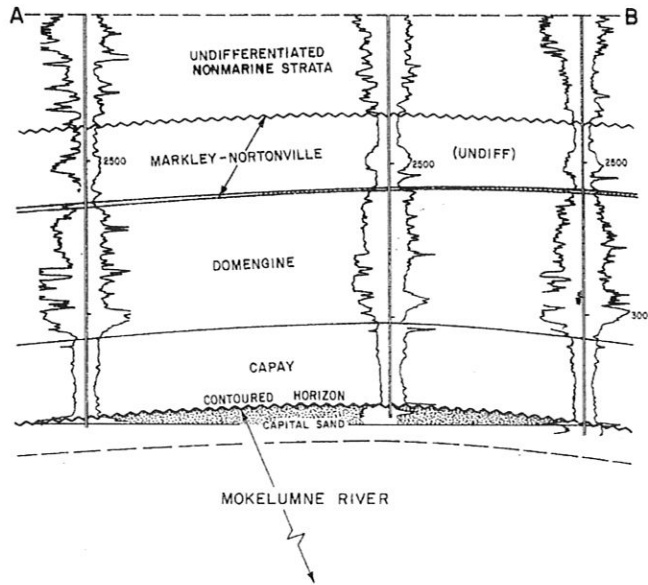 A
B
UNDIFFERENTIATED
NONMARINE STRATA
2500
MARKLEY-NORTONVILLE
2500
(UNDIFF)
2500
DOMENGINE
300
CAPAY
CONTOURED HORIZON
CAPITAL SAND
MOKELUMNE RIVER